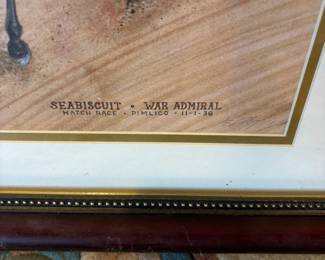 SEABISCUIT • WAR ADMIRAL
MATCH RACE • PIMLICO • 11-1-38